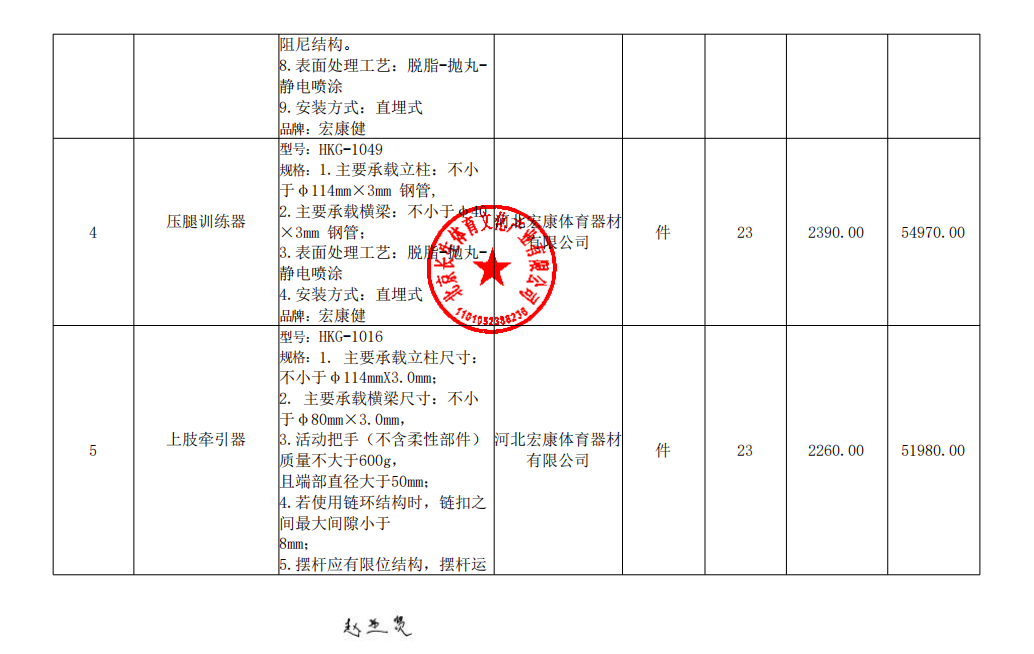 阻尼结构。
8.表面处理工艺：脱脂-抛丸-
静电喷涂
9.安装方式：直埋式
品牌：宏康健
4
压腿训练器
型号：HKG-1049
规格：1.主要承载立柱：不小
于φ114mm×3mm 钢管,
2.主要承载横梁：不小于φ40
×3mm 钢管;
3.表面处理工艺：脱脂-抛丸-
静电喷涂
4.安装方式：直埋式
品牌：宏康健
河北宏康体育器材
有限公司
件
23
2390.00
54970.00
5
上肢牵引器
型号：HKG-1016
规格：1. 主要承载立柱尺寸：
不小于φ114mmX3.0mm;
2. 主要承载横梁尺寸：不小
于φ80mm×3.0mm,
3.活动把手（不含柔性部件）
质量不大于600g,
且端部直径大于50mm;
4.若使用链环结构时，链扣之
间最大间隙小于
8mm;
5.摆杆应有限位结构，摆杆运
河北宏康体育器材
有限公司
件
23
2260.00
51980.00